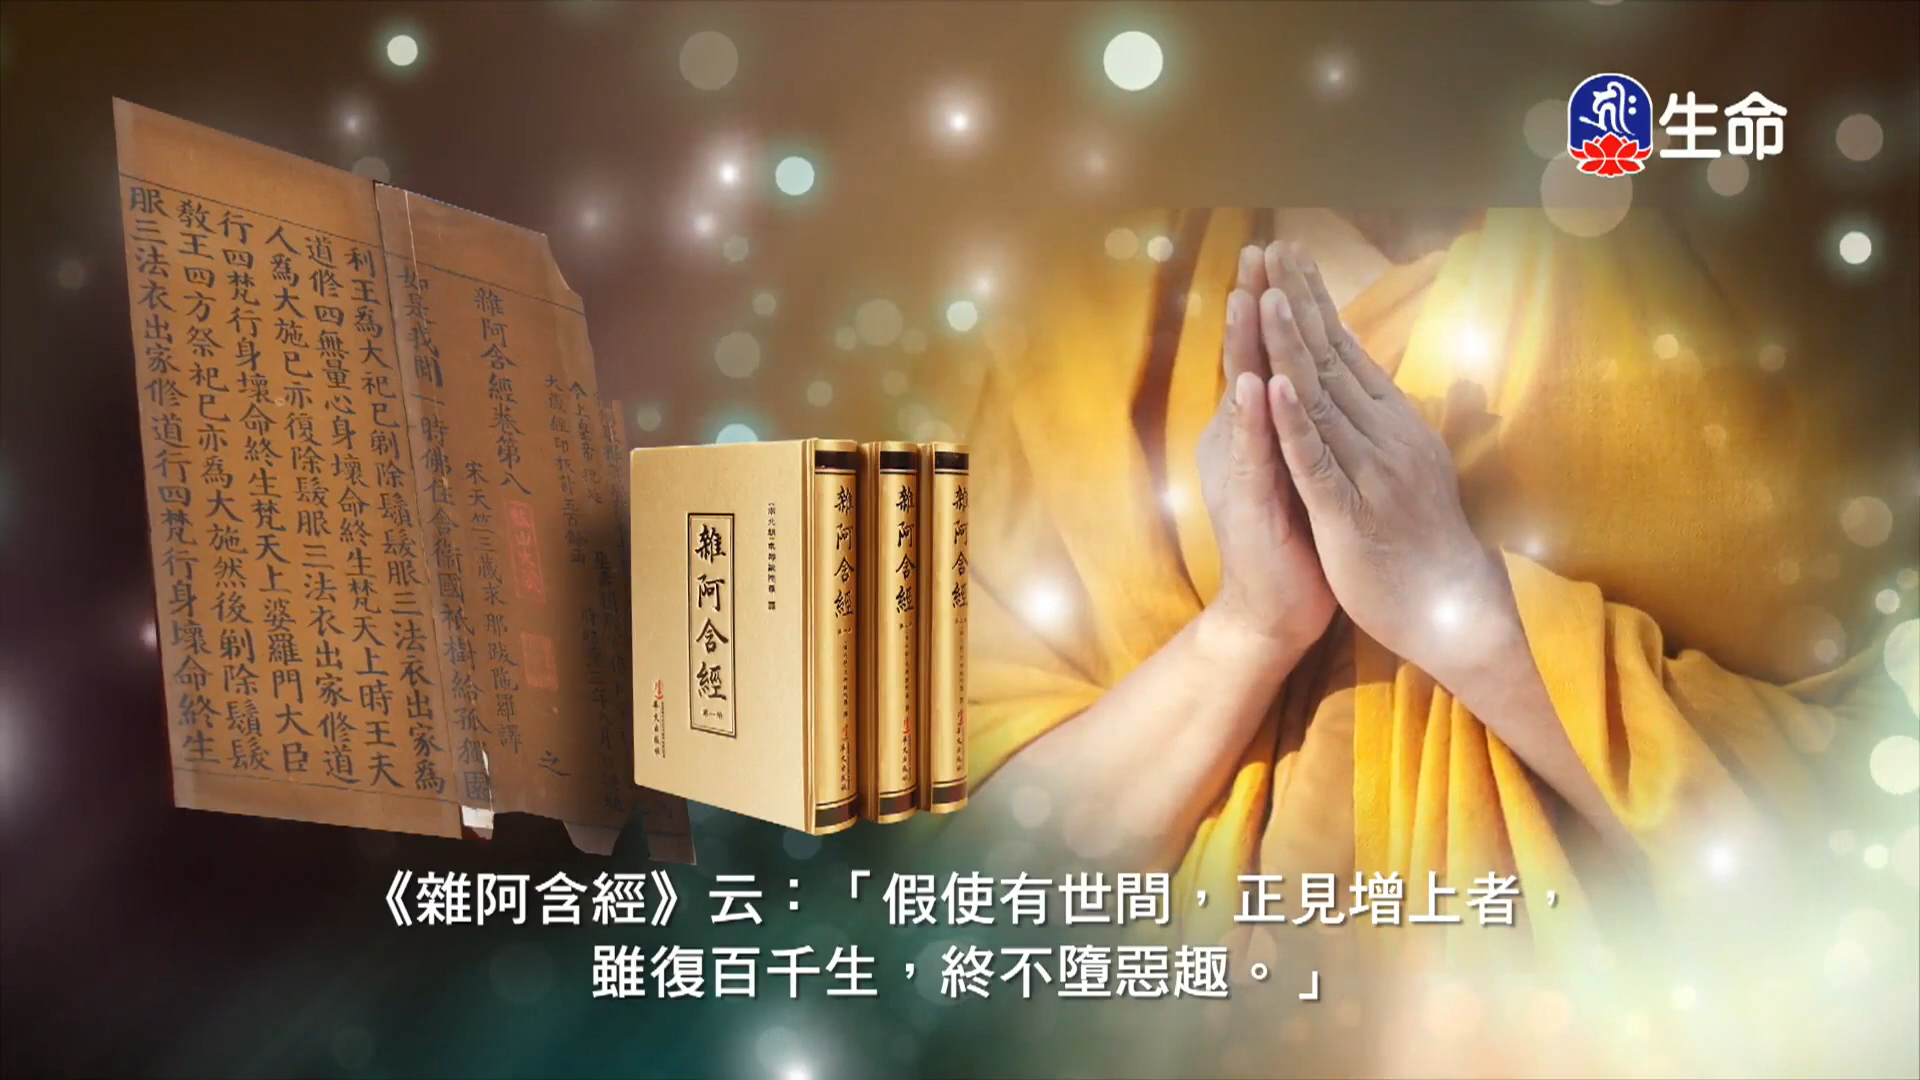 生命
服三法衣出家修道行四梵行身壞命終生
教王四方祭祀已亦為大施然後剃除鬚髮
行四梵行身壞命終生梵天上婆羅門大臣
人為大施已亦復除髮服三法衣出家修道
道修四無量心身壞命終生梵天上時王夫
利王為大祀已剃除鬚髮服三法衣出家為
如是我聞一時佛住舍衛國祇樹給孤獨園
宋天竺三藏求那跋陁羅譯
雜阿含經卷第八
之
雜阿含經
雜阿含經
雜阿含經
雜阿含經
《雜阿含經》云：「假使有世間，正見增上者，
雖復百千生，終不墮惡趣。」